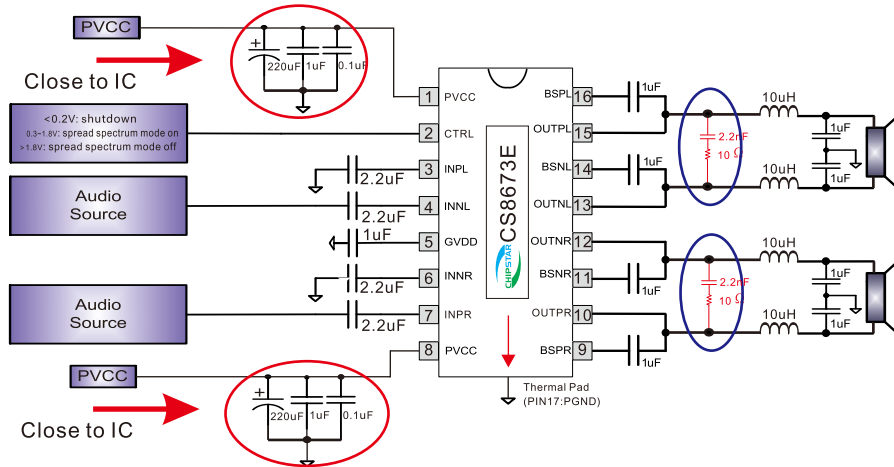 PVCC
+
220uF
1uF
0.1uF
Close to IC
<0.2V: shutdown
0.3~1.8V: spread spectrum mode on
>1.8V: spread spectrum mode off
Audio
Source
Audio
Source
PVCC
+
220uF
1uF
0.1uF
Close to IC
2.2uF
2.2uF
1uF
2.2uF
2.2uF
1 PVCC
2 CTRL
3 INPL
4 INNL
5 GVDD
6 INNR
7 INPR
8 PVCC
CHIPSTAR
CS8673E
BSPL 16
OUTPL 15
BSNL 14
OUTNL 13
OUTNR 12
BSNR 11
OUTPR 10
BSPR 9
Thermal Pad
(PIN17:PGND)
1uF
1uF
1uF
1uF
2.2nF
10 Ω
10uH
10uH
1uF
1uF
2.2nF
10 Ω
10uH
10uH
1uF
1uF